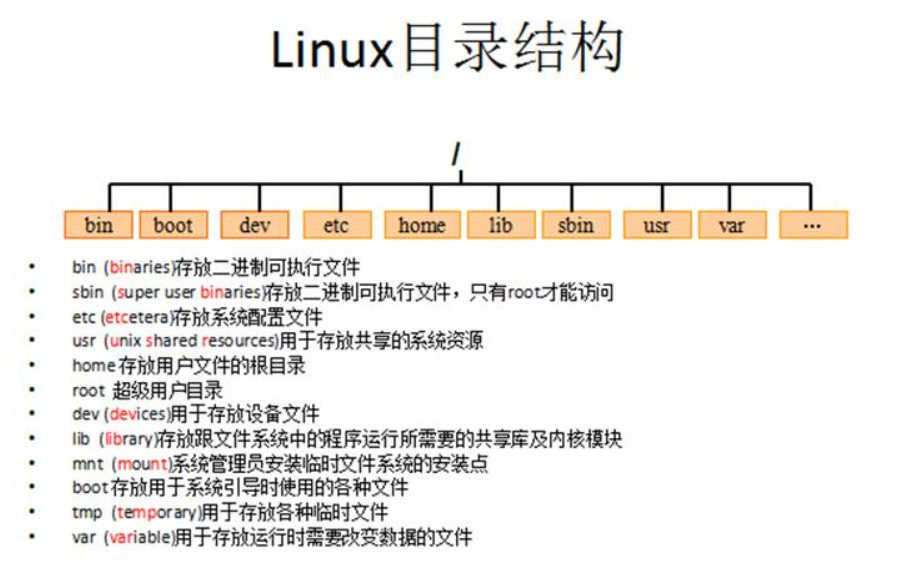 Linux目录结构
/
bin boot dev etc home lib sbin usr var ...
• bin (binaries)存放二进制可执行文件
• sbin (super user binaries)存放二进制可执行文件，只有root才能访问
• etc (etcetera)存放系统配置文件
• usr (unix shared resources)用于存放共享的系统资源
• home 存放用户文件的根目录
• root 超级用户目录
• dev (devices)用于存放设备文件
• lib (library)存放跟文件系统中的程序运行所需要的共享库及内核模块
• mnt (mount)系统管理员安装临时文件系统的安装点
• boot 存放用于系统引导时使用的各种文件
• tmp (temporary)用于存放各种临时文件
• var (variable)用于存放运行时需要改变数据的文件